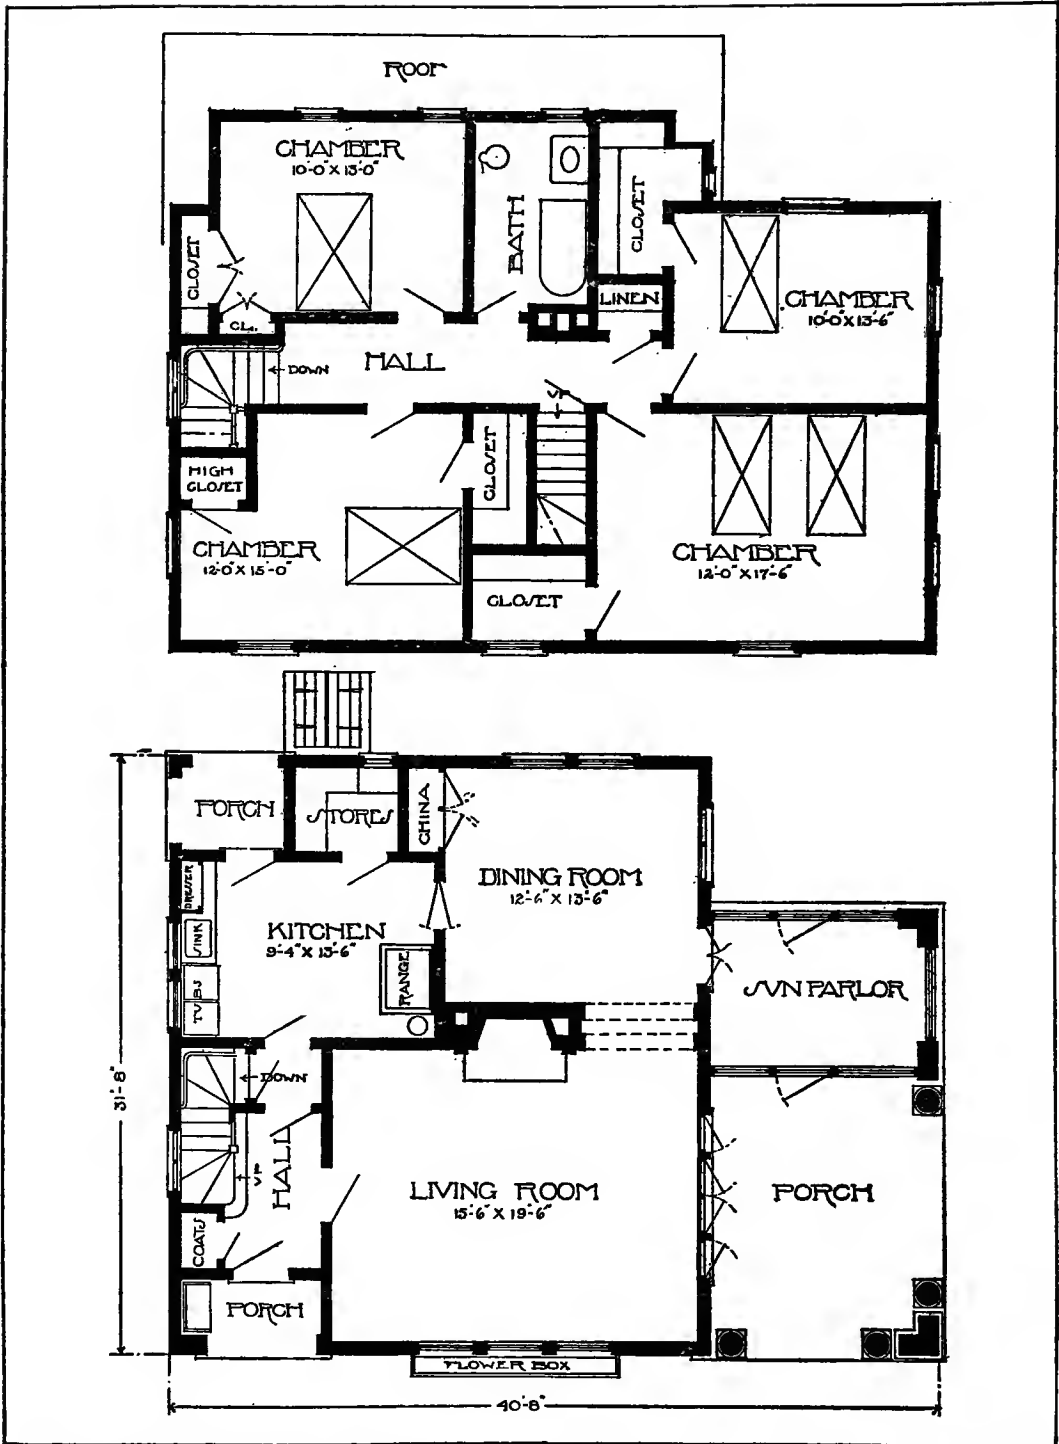 ROOF
CHAMBER
10'-0" X 13'-0"
BATH
CLOSET
CLOSET
CL.
LINEN
CHAMBER
10'-0" X 13'-6"
DOWN
HALL
UP
HIGH
CLOSET
CLOSET
CHAMBER
12'-0" X 15'-0"
CHAMBER
12'-0" X 17'-6"
CLOSET
PORCH
STORES
CHINA
DINING ROOM
12'-6" X 13'-6"
DRESSER
SINK
KITCHEN
9'-4" X 13'-6"
RANGE
TUBS
SUN PARLOR
DOWN
31'-8"
HALL
UP
LIVING ROOM
15'-6" X 19'-6"
PORCH
COATS
PORCH
FLOWER BOX
40'-8"